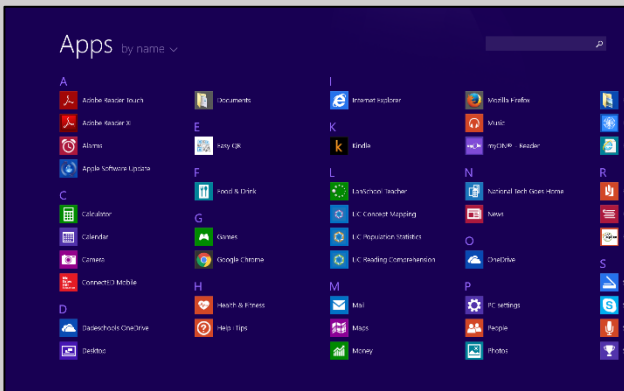 Apps by name
A
Adobe Reader Touch
Adobe Reader XI
Alarms
Apple Software Update
C
Calculator
Calendar
Camera
ConnectED Mobile
D
Dadeschools OneDrive
Desktop
Documents
E
Easy QR
F
Food & Drink
G
Games
Google Chrome
H
Health & Fitness
Help+Tips
I
Internet Explorer
K
Kindle
L
LanSchool Teacher
LC Concept Mapping
LC Population Statistics
LC Reading Comprehension
M
Mail
Maps
Money
Mozilla Firefox
Music
myON® - Reader
N
National Tech Goes Home
News
O
OneDrive
P
PC settings
People
Photos
R
S